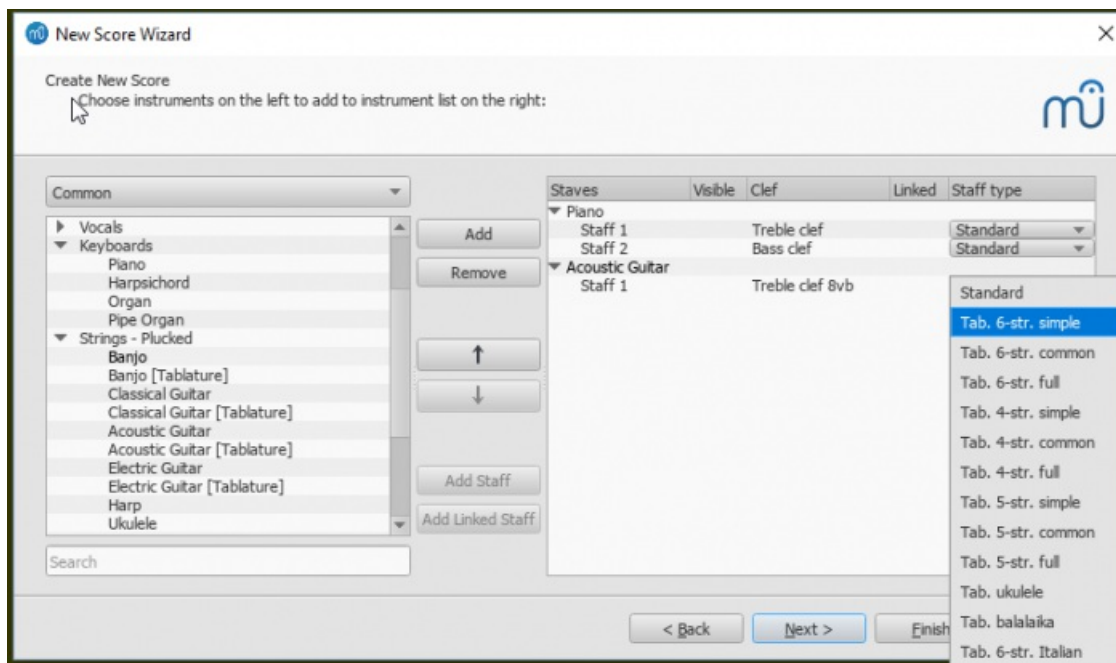 New Score Wizard
Create New Score
Choose instruments on the left to add to instrument list on the right:
Common
Vocals
Keyboards
Piano
Harpsichord
Organ
Pipe Organ
Strings - Plucked
Banjo
Banjo [Tablature]
Classical Guitar
Classical Guitar [Tablature]
Acoustic Guitar
Acoustic Guitar [Tablature]
Electric Guitar
Electric Guitar [Tablature]
Harp
Ukulele
Search
Add
Remove
Add Staff
Add Linked Staff
Staves Visible Clef Linked Staff type
Piano
Staff 1 Treble clef Standard
Staff 2 Bass clef Standard
Acoustic Guitar
Staff 1 Treble clef 8vb
Standard
Tab. 6-str. simple
Tab. 6-str. common
Tab. 6-str. full
Tab. 4-str. simple
Tab. 4-str. common
Tab. 4-str. full
Tab. 5-str. simple
Tab. 5-str. common
Tab. 5-str. full
Tab. ukulele
Tab. balalaika
Tab. 6-str. Italian
< Back Next > Finish